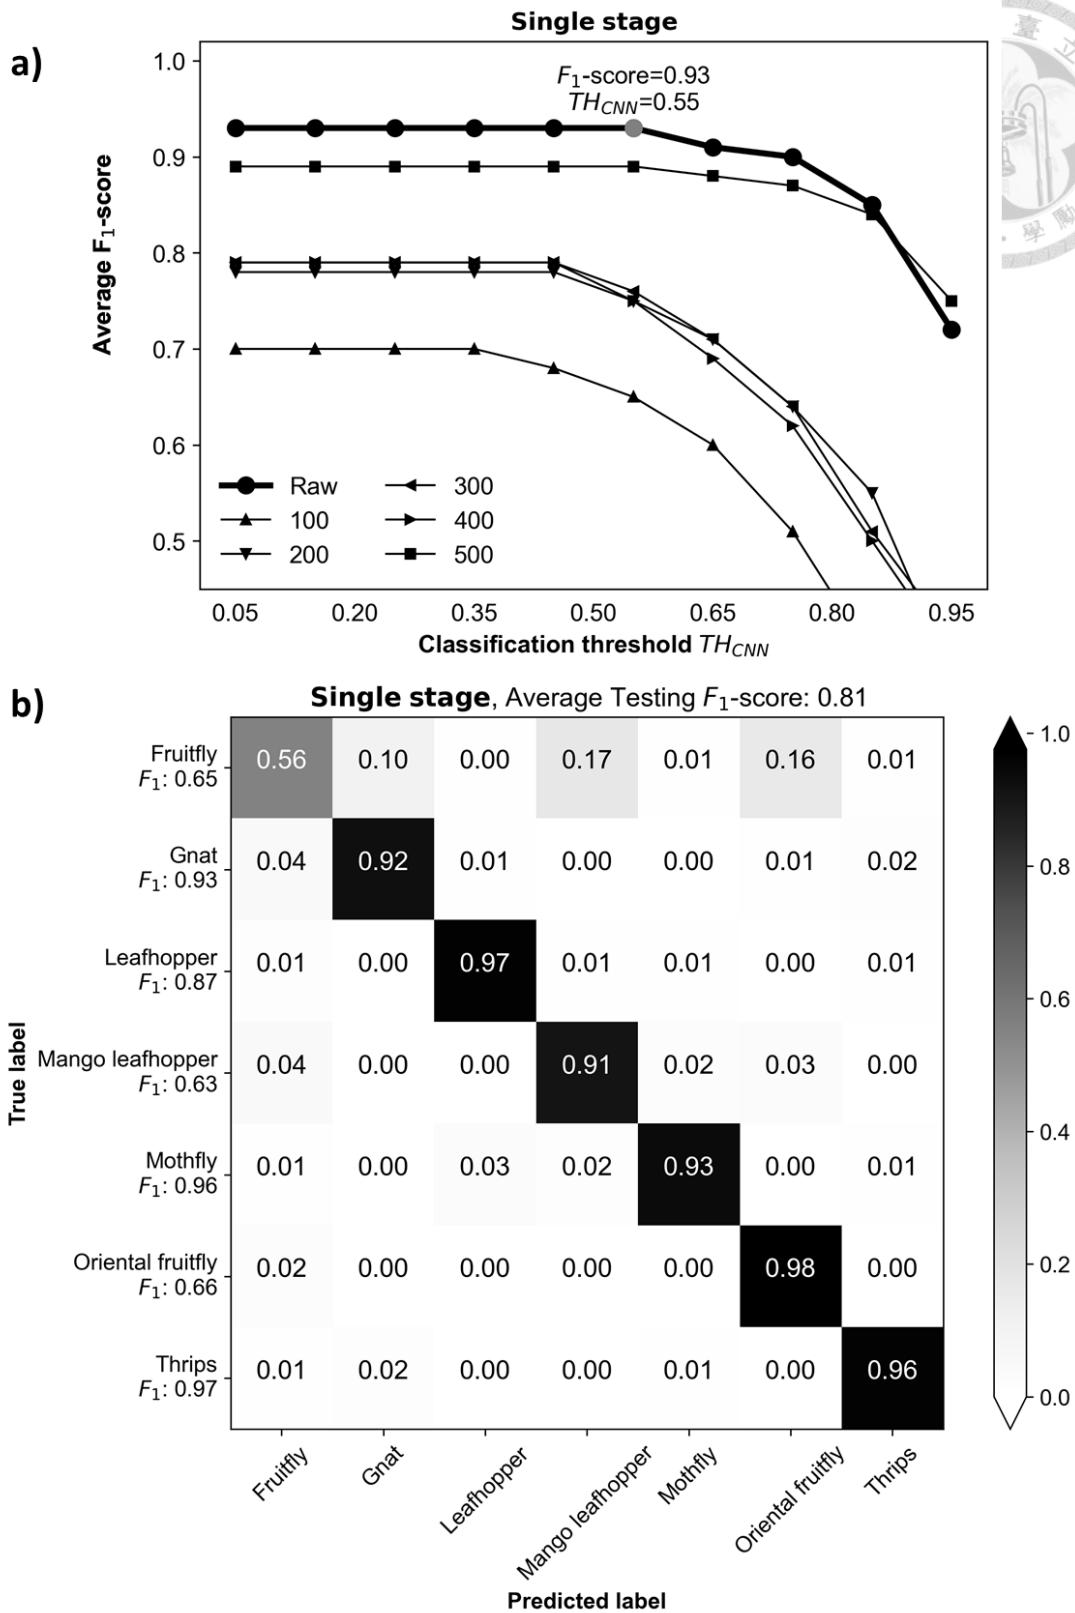 a)
Single stage
F1-score=0.93
THCNN=0.55
1.0
0.9
0.8
0.7
0.6
0.5
Average F1-score
Raw
100
200
300
400
500
0.05 0.20 0.35 0.50 0.65 0.80 0.95
Classification threshold THCNN
臺 立
學 勵
b)
Single stage, Average Testing F1-score: 0.81
True label
Fruitfly
F1: 0.65
0.56 0.10 0.00 0.17 0.01 0.16 0.01
Gnat
F1: 0.93
0.04 0.92 0.01 0.00 0.00 0.01 0.02
Leafhopper
F1: 0.87
0.01 0.00 0.97 0.01 0.01 0.00 0.01
Mango leafhopper
F1: 0.63
0.04 0.00 0.00 0.91 0.02 0.03 0.00
Mothfly
F1: 0.96
0.01 0.00 0.03 0.02 0.93 0.00 0.01
Oriental fruitfly
F1: 0.66
0.02 0.00 0.00 0.00 0.00 0.98 0.00
Thrips
F1: 0.97
0.01 0.02 0.00 0.00 0.01 0.00 0.96
Fruitfly
Gnat
Leafhopper
Mango leafhopper
Mothfly
Oriental fruitfly
Thrips
Predicted label
1.0
0.8
0.6
0.4
0.2
0.0